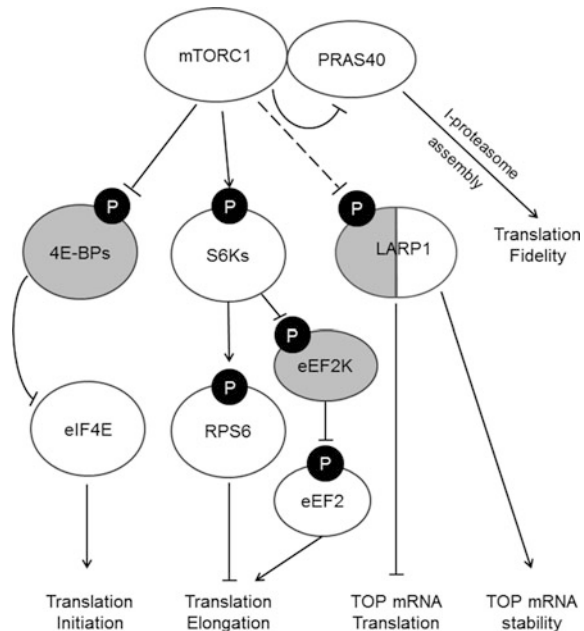 mTORC1
PRAS40
I-proteasome
assembly
Translation
Fidelity
P
P
P
4E-BPs
S6Ks
LARP1
P
eEF2K
P
eIF4E
RPS6
P
eEF2
Translation
Initiation
Translation
Elongation
TOP mRNA
Translation
TOP mRNA
stability